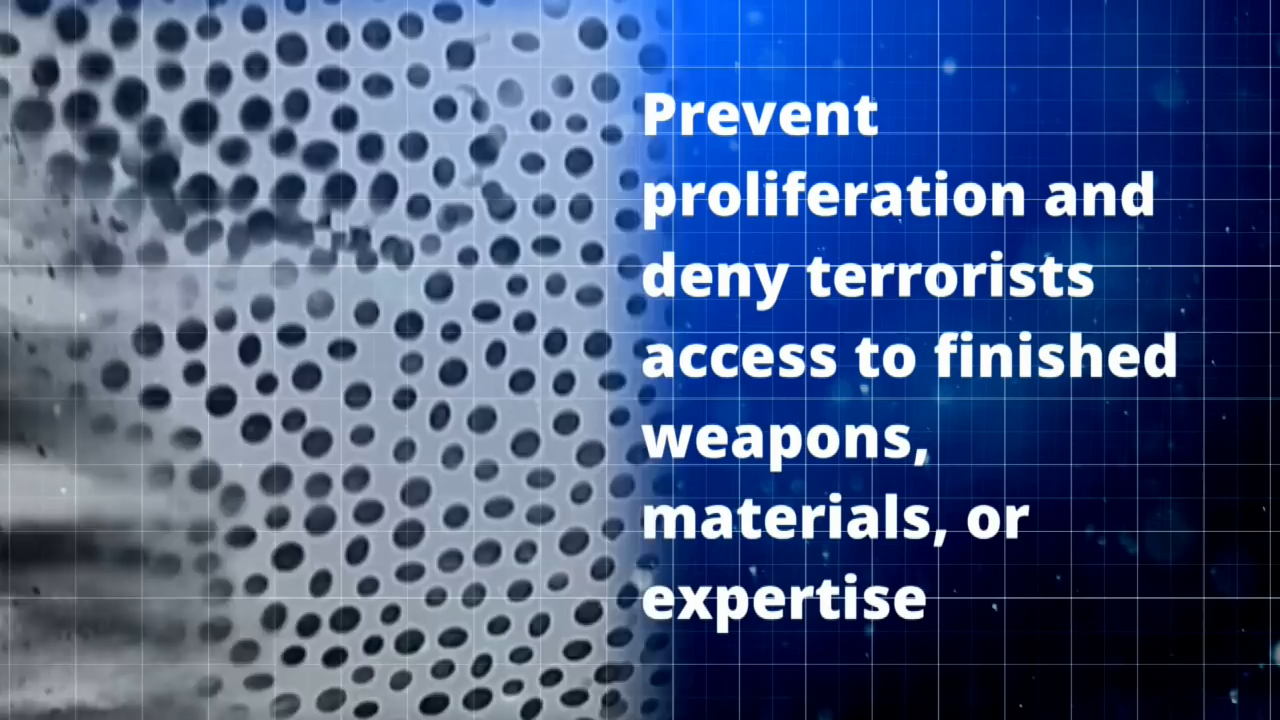 Prevent
proliferation and
deny terrorists
access to finished
weapons,
materials, or
expertise